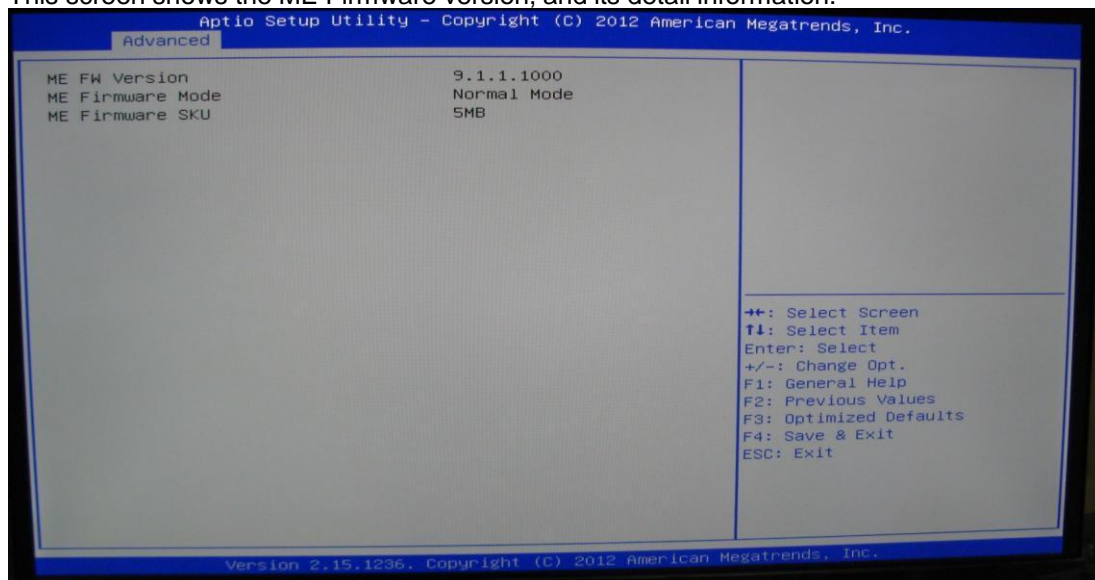 This screen shows the ME Firmware version, and its detail information.
Aptio Setup Utility – Copyright (C) 2012 American Megatrends, Inc.
Advanced
ME FW Version 9.1.1.1000
ME Firmware Mode Normal Mode
ME Firmware SKU 5MB
→←: Select Screen
↑↓: Select Item
Enter: Select
+/-: Change Opt.
F1: General Help
F2: Previous Values
F3: Optimized Defaults
F4: Save & Exit
ESC: Exit
Version 2.15.1236. Copyright (C) 2012 American Megatrends, Inc.